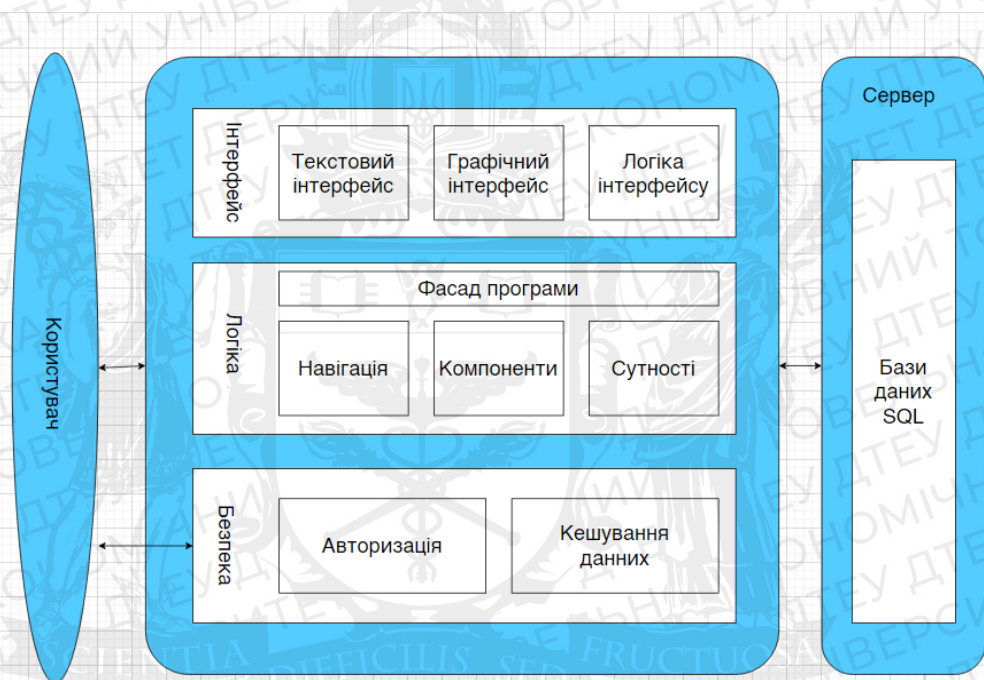 Користувач
Інтерфейс
Текстовий
інтерфейс
Графічний
інтерфейс
Логіка
інтерфейсу
Логіка
Фасад програми
Навігація
Компоненти
Сутності
Безпека
Авторизація
Кешування
данних
Сервер
Бази
даних
SQL